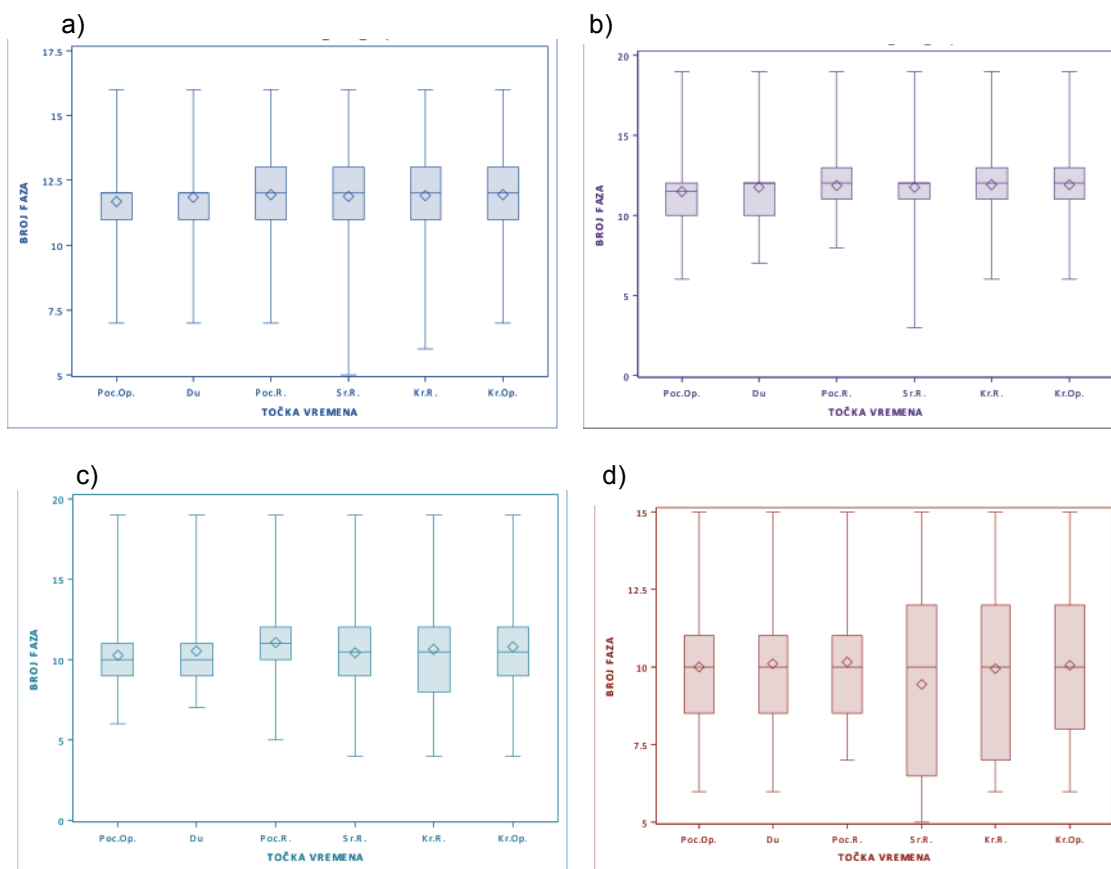 a)
17.5
15
12.5
10
7.5
5
BROJ FAZA
Poc.Op. Du Poc.R. Sr.R. Kr.R. Kr.Op.
TOČKA VREMENA
b)
20
15
10
5
0
BROJ FAZA
Poc.Op. Du Poc.R. Sr.R. Kr.R. Kr.Op.
TOČKA VREMENA
c)
20
15
10
5
0
BROJ FAZA
Poc.Op. Du Poc.R. Sr.R. Kr.R. Kr.Op.
TOČKA VREMENA
d)
15
12.5
10
7.5
5
BROJ FAZA
Poc.Op. Du Poc.R. Sr.R. Kr.R. Kr.Op.
TOČKA VREMENA